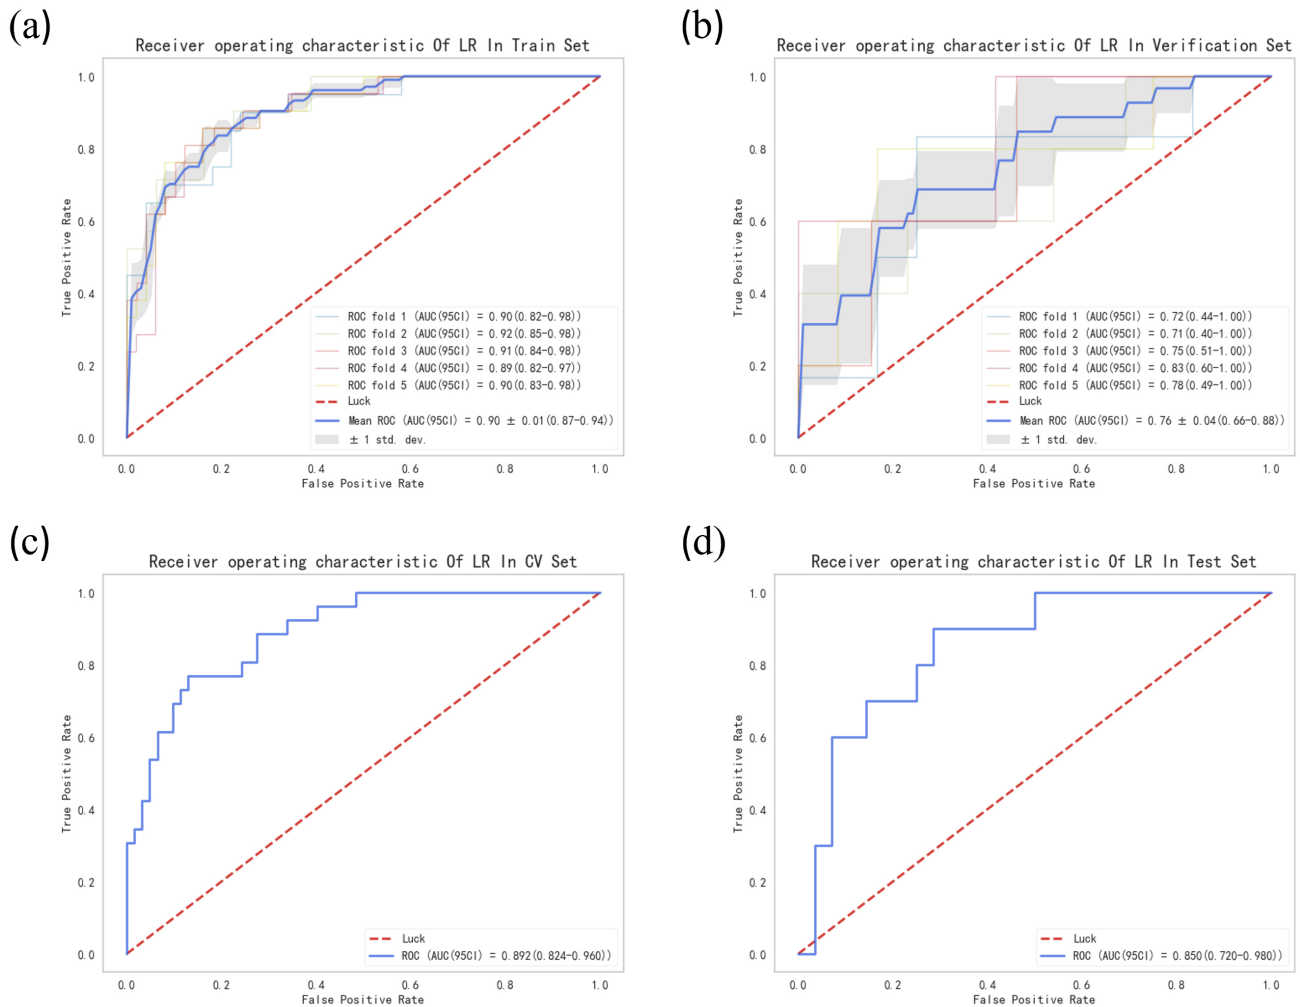 (a)
Receiver operating characteristic Of LR In Train Set
1.0
0.8
0.6
0.4
0.2
0.0
True Positive Rate
ROC fold 1 (AUC(95CI) = 0.90(0.82-0.98))
ROC fold 2 (AUC(95CI) = 0.92(0.85-0.98))
ROC fold 3 (AUC(95CI) = 0.91(0.84-0.98))
ROC fold 4 (AUC(95CI) = 0.89(0.82-0.97))
ROC fold 5 (AUC(95CI) = 0.90(0.83-0.98))
Luck
Mean ROC (AUC(95CI) = 0.90 ± 0.01(0.87-0.94))
± 1 std. dev.
0.0 0.2 0.4 0.6 0.8 1.0
False Positive Rate
(b)
Receiver operating characteristic Of LR In Verification Set
1.0
0.8
0.6
0.4
0.2
0.0
True Positive Rate
ROC fold 1 (AUC(95CI) = 0.72(0.44-1.00))
ROC fold 2 (AUC(95CI) = 0.71(0.40-1.00))
ROC fold 3 (AUC(95CI) = 0.75(0.51-1.00))
ROC fold 4 (AUC(95CI) = 0.83(0.60-1.00))
ROC fold 5 (AUC(95CI) = 0.78(0.49-1.00))
Luck
Mean ROC (AUC(95CI) = 0.76 ± 0.04(0.66-0.88))
± 1 std. dev.
0.0 0.2 0.4 0.6 0.8 1.0
False Positive Rate
(c)
Receiver operating characteristic Of LR In CV Set
1.0
0.8
0.6
0.4
0.2
0.0
True Positive Rate
Luck
ROC (AUC(95CI) = 0.892(0.824-0.960))
0.0 0.2 0.4 0.6 0.8 1.0
False Positive Rate
(d)
Receiver operating characteristic Of LR In Test Set
1.0
0.8
0.6
0.4
0.2
0.0
True Positive Rate
Luck
ROC (AUC(95CI) = 0.850(0.720-0.980))
0.0 0.2 0.4 0.6 0.8 1.0
False Positive Rate